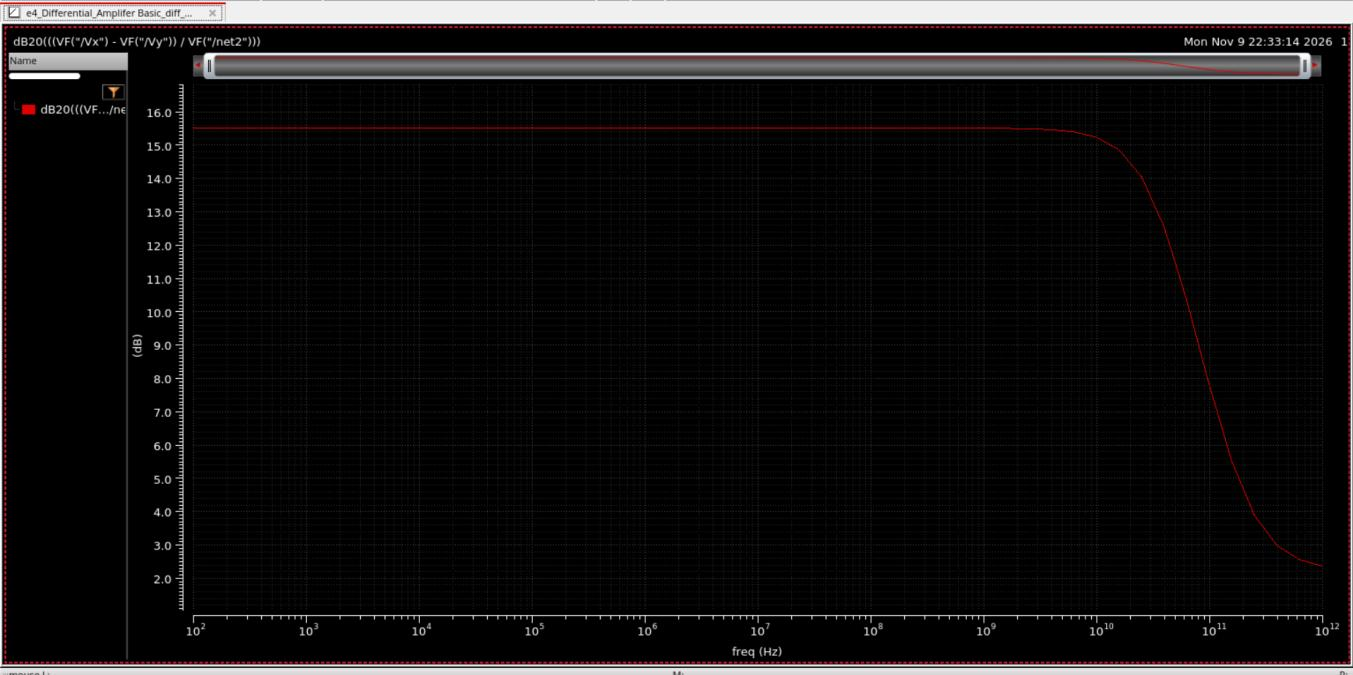 e4_Differential_Amplifer Basic_diff_...
dB20(((VF("/Vx") - VF("/Vy")) / VF("/net2")))
Mon Nov 9 22:33:14 2026 1
Name
dB20(((VF.../ne
16.0
15.0
14.0
13.0
12.0
11.0
10.0
9.0
8.0
7.0
6.0
5.0
4.0
3.0
2.0
(dB)
10² 10³ 10⁴ 10⁵ 10⁶ 10⁷ 10⁸ 10⁹ 10¹⁰ 10¹¹ 10¹²
freq (Hz)